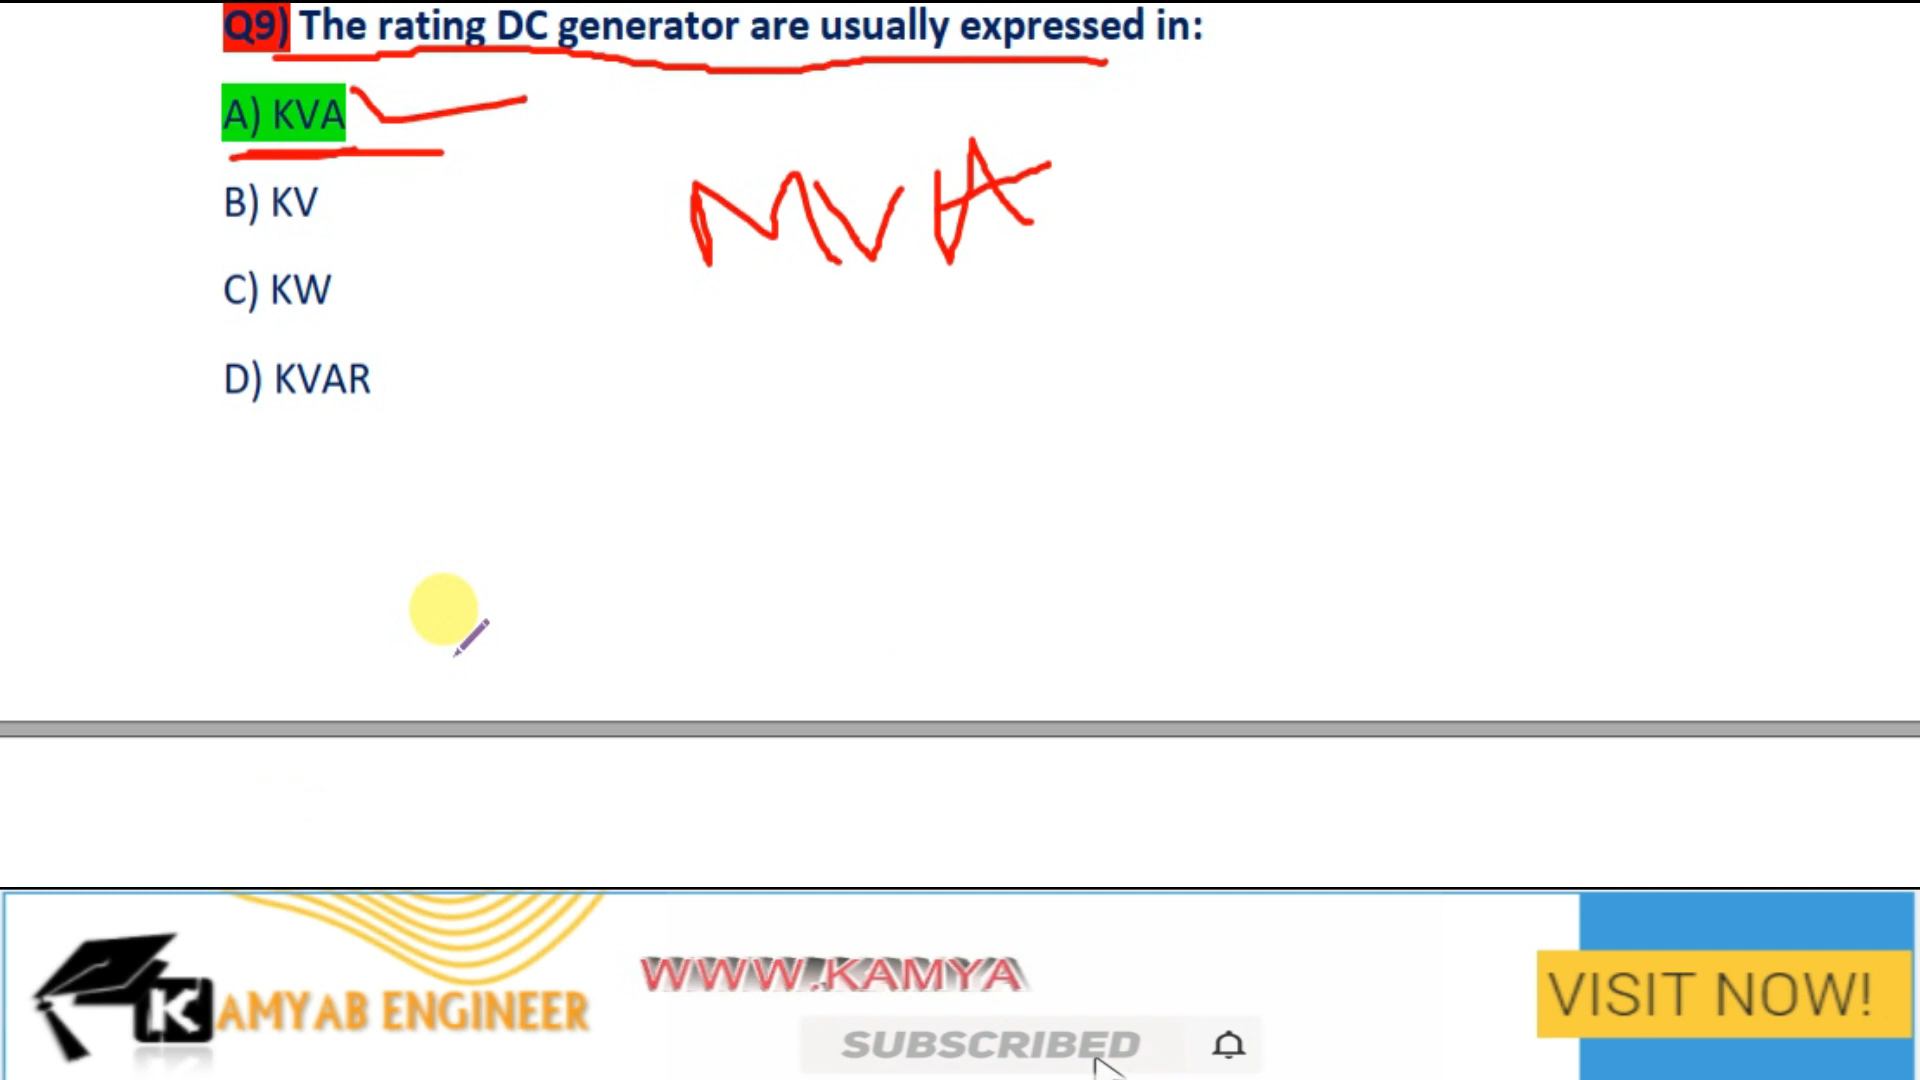 Q9) The rating DC generator are usually expressed in:
A) KVA
MVA
B) KV
C) KW
D) KVAR
KAMYAB ENGINEER
WWW.KAMYA
SUBSCRIBED
VISIT NOW!